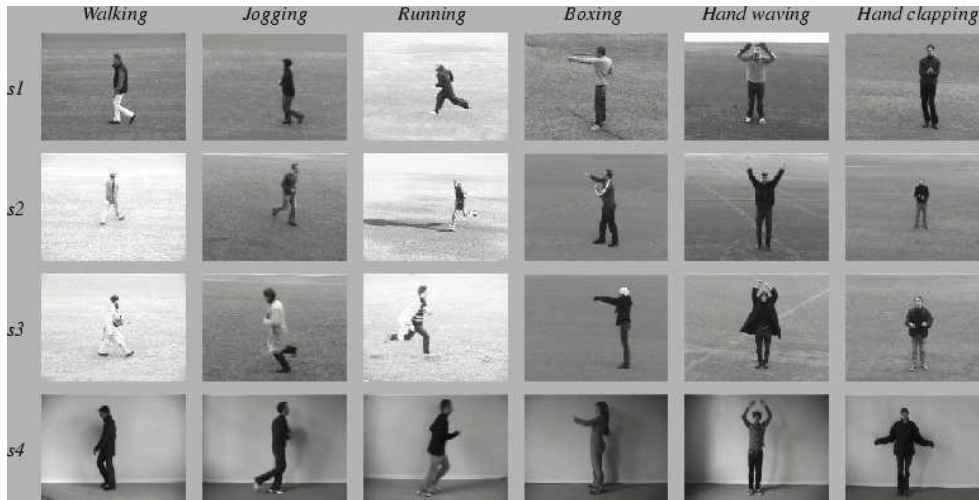 Walking Jogging Running Boxing Hand waving Hand clapping
s1
s2
s3
s4